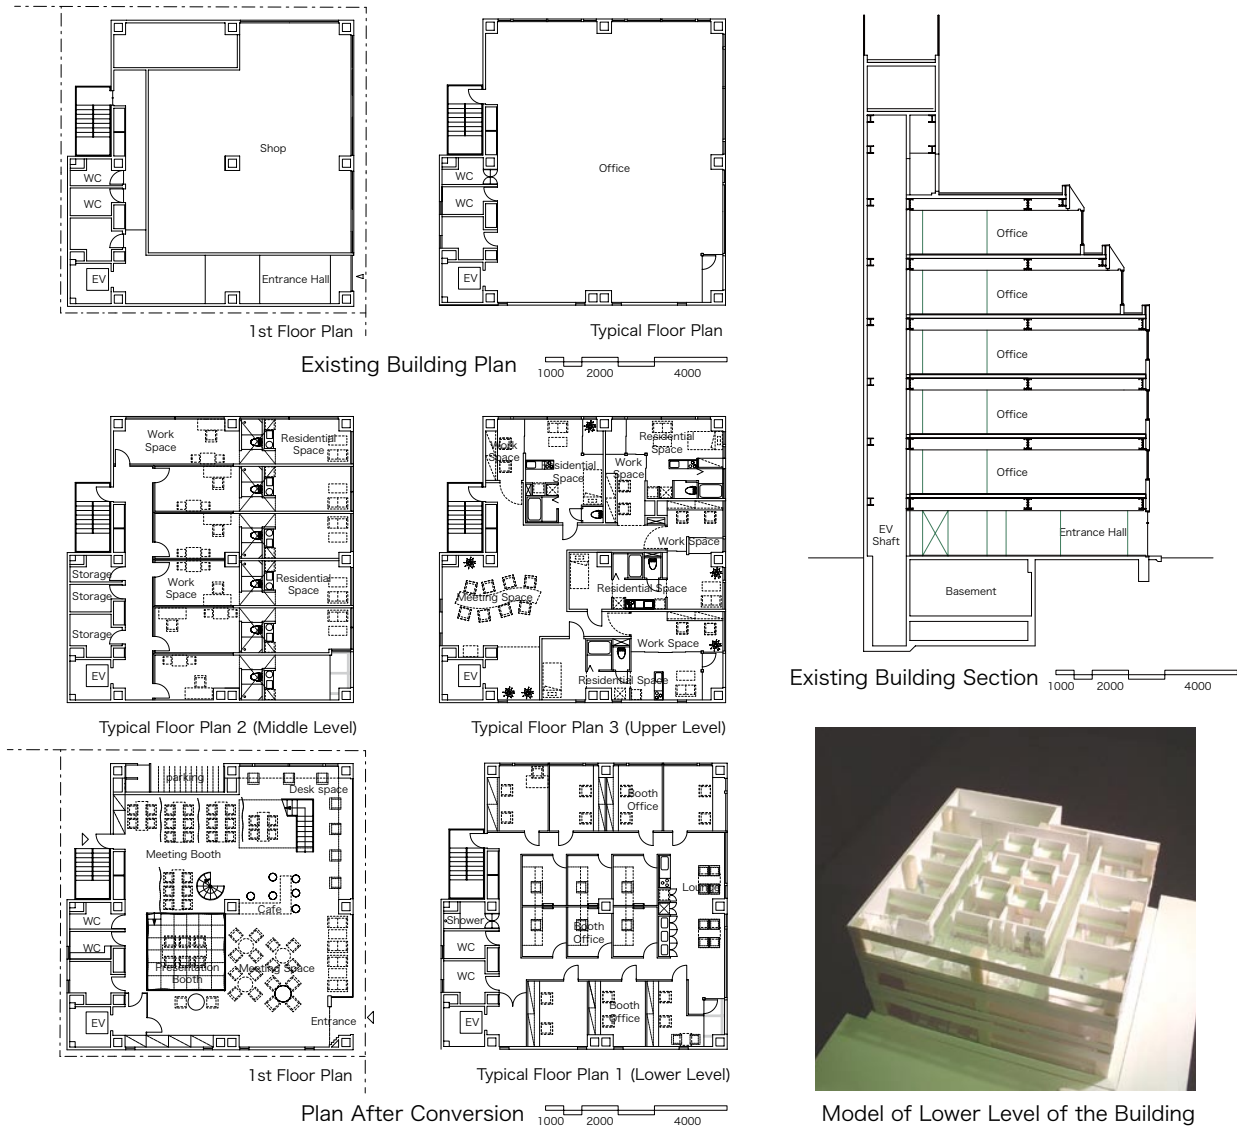 Shop
WC
WC
EV
Entrance Hall
1st Floor Plan
Office
WC
WC
EV
Typical Floor Plan
Existing Building Plan
1000
2000
4000
Office
Office
Office
Office
Office
EV
Shaft
Entrance Hall
Basement
Existing Building Section
1000
2000
4000
Work
Space
Residential
Space
Storage
Storage
Storage
Work
Space
Residential
Space
EV
Typical Floor Plan 2 (Middle Level)
Work
Space
Residential
Space
Work
Space
Residential
Space
Work Space
Meeting Space
Residential Space
Work Space
Residential Space
EV
Typical Floor Plan 3 (Upper Level)
parking
Desk space
Meeting Booth
Cafe
WC
WC
Presentation
Booth
Meeting Space
EV
Entrance
1st Floor Plan
Booth
Office
Lounge
Shower
WC
WC
Booth
Office
Booth
Office
EV
Typical Floor Plan 1 (Lower Level)
Plan After Conversion
1000
2000
4000
Model of Lower Level of the Building